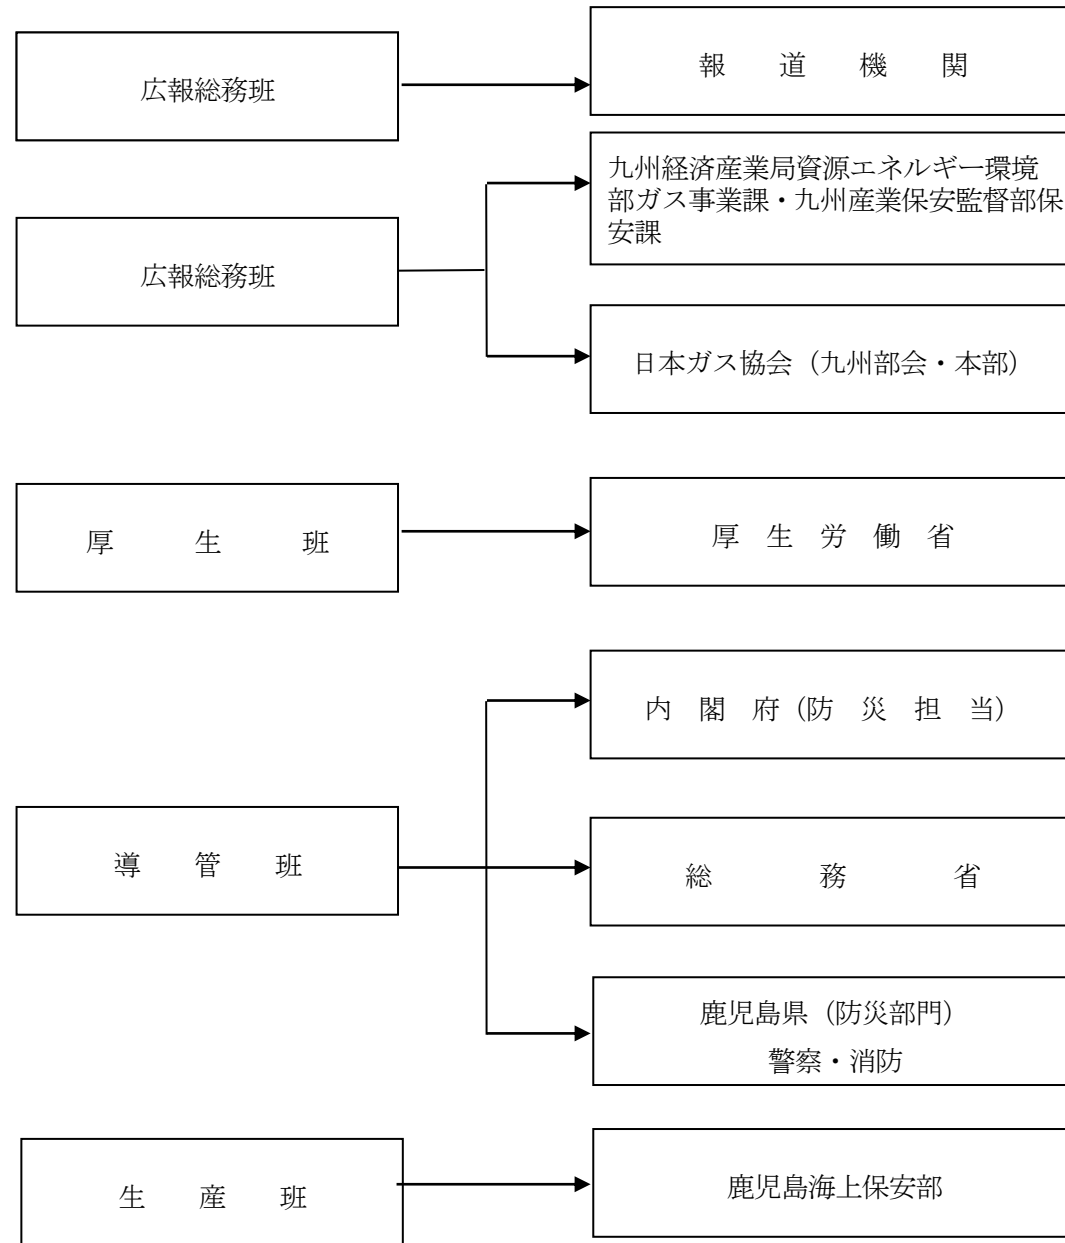 広報総務班
報道機関
九州経済産業局資源エネルギー環境
部ガス事業課・九州産業保安監督部保
安課
広報総務班
日本ガス協会（九州部会・本部）
厚生班
厚生労働省
内閣府（防災担当）
導管班
総務省
鹿児島県（防災部門）
警察・消防
生産班
鹿児島海上保安部